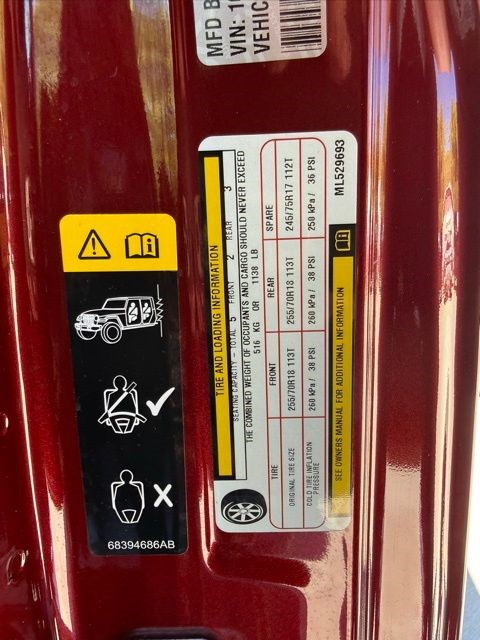 MFD B
VIN: 1
VEHIC
TIRE AND LOADING INFORMATION
SEATING CAPACITY - TOTAL 5 FRONT 2 REAR 3
THE COMBINED WEIGHT OF OCCUPANTS AND CARGO SHOULD NEVER EXCEED
516 KG OR 1138 LB
TIRE FRONT REAR SPARE
ORIGINAL TIRE SIZE 255/70R18 113T 255/70R18 113T 245/75R17 112T
COLD TIRE INFLATION PRESSURE 260 kPa / 38 PSI 260 kPa / 38 PSI 250 kPa / 36 PSI
SEE OWNERS MANUAL FOR ADDITIONAL INFORMATION
ML529693
68394686AB